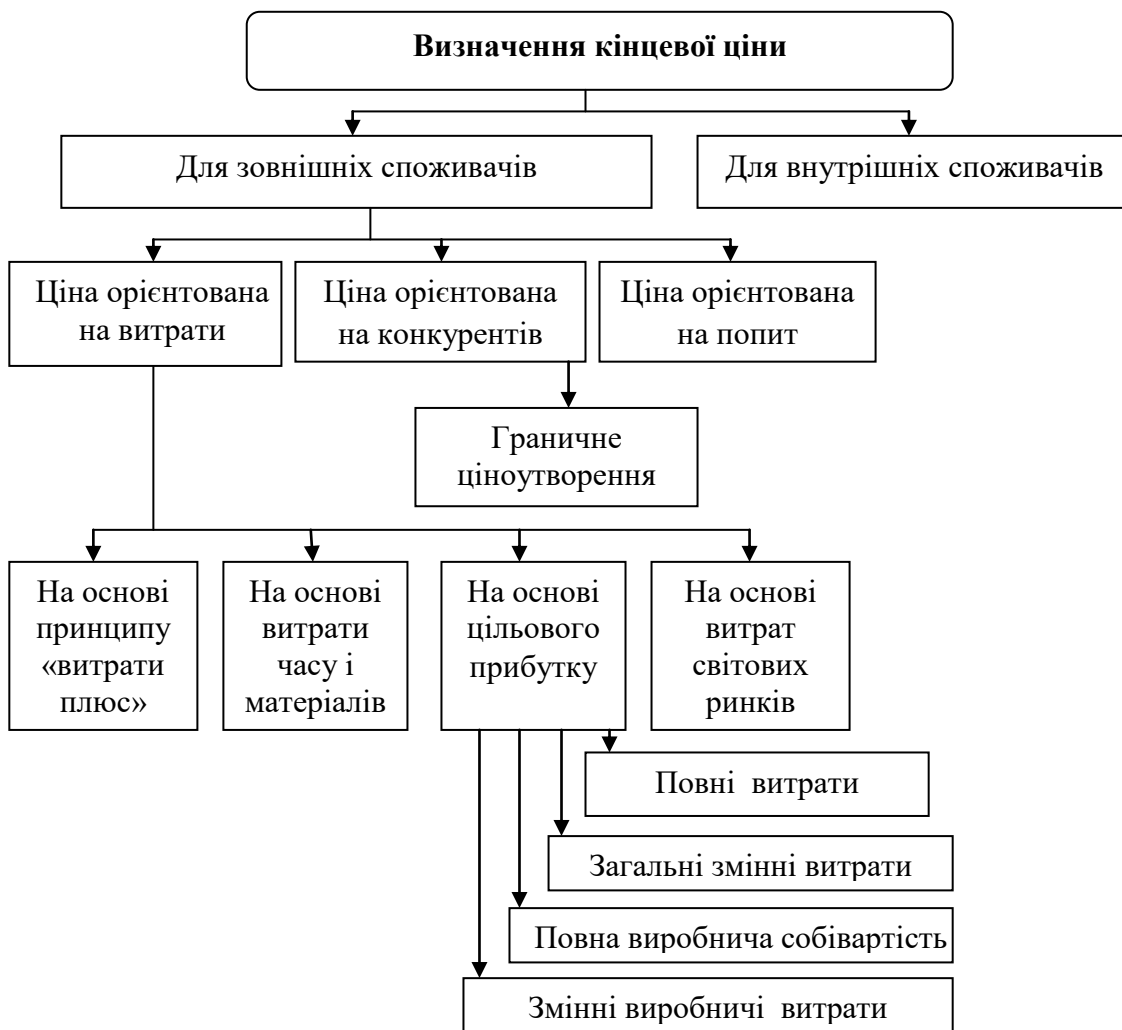 Визначення кінцевої ціни
Для зовнішніх споживачів
Для внутрішніх споживачів
Ціна орієнтована
на витрати
Ціна орієнтована
на конкурентів
Ціна орієнтована
на попит
Граничне
ціноутворення
На основі
принципу
«витрати
плюс»
На основі
витрати
часу і
матеріалів
На основі
цільового
прибутку
На основі
витрат
світових
ринків
Повні витрати
Загальні змінні витрати
Повна виробнича собівартість
Змінні виробничі витрати